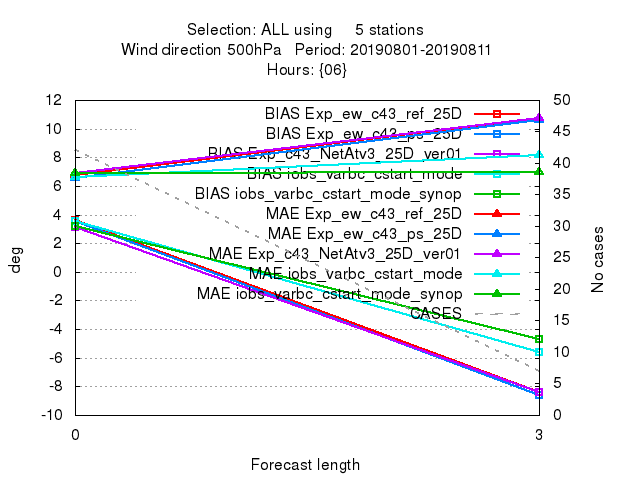 Selection: ALL using 5 stations
Wind direction 500hPa Period: 20190801-20190811
Hours: {06}
12
10
8
6
4
2
0
-2
-4
-6
-8
-10
deg
BIAS Exp_ew_c43_ref_25D
BIAS Exp_ew_c43_ps_25D
BIAS Exp_c43_NetAtv3_25D_ver01
BIAS iobs_varbc_cstart_mode
BIAS iobs_varbc_cstart_mode_synop
MAE Exp_ew_c43_ref_25D
MAE Exp_ew_c43_ps_25D
MAE Exp_c43_NetAtv3_25D_ver01
MAE iobs_varbc_cstart_mode
MAE iobs_varbc_cstart_mode_synop
CASES
50
45
40
35
30
25
20
15
10
5
0
No cases
0 3
Forecast length